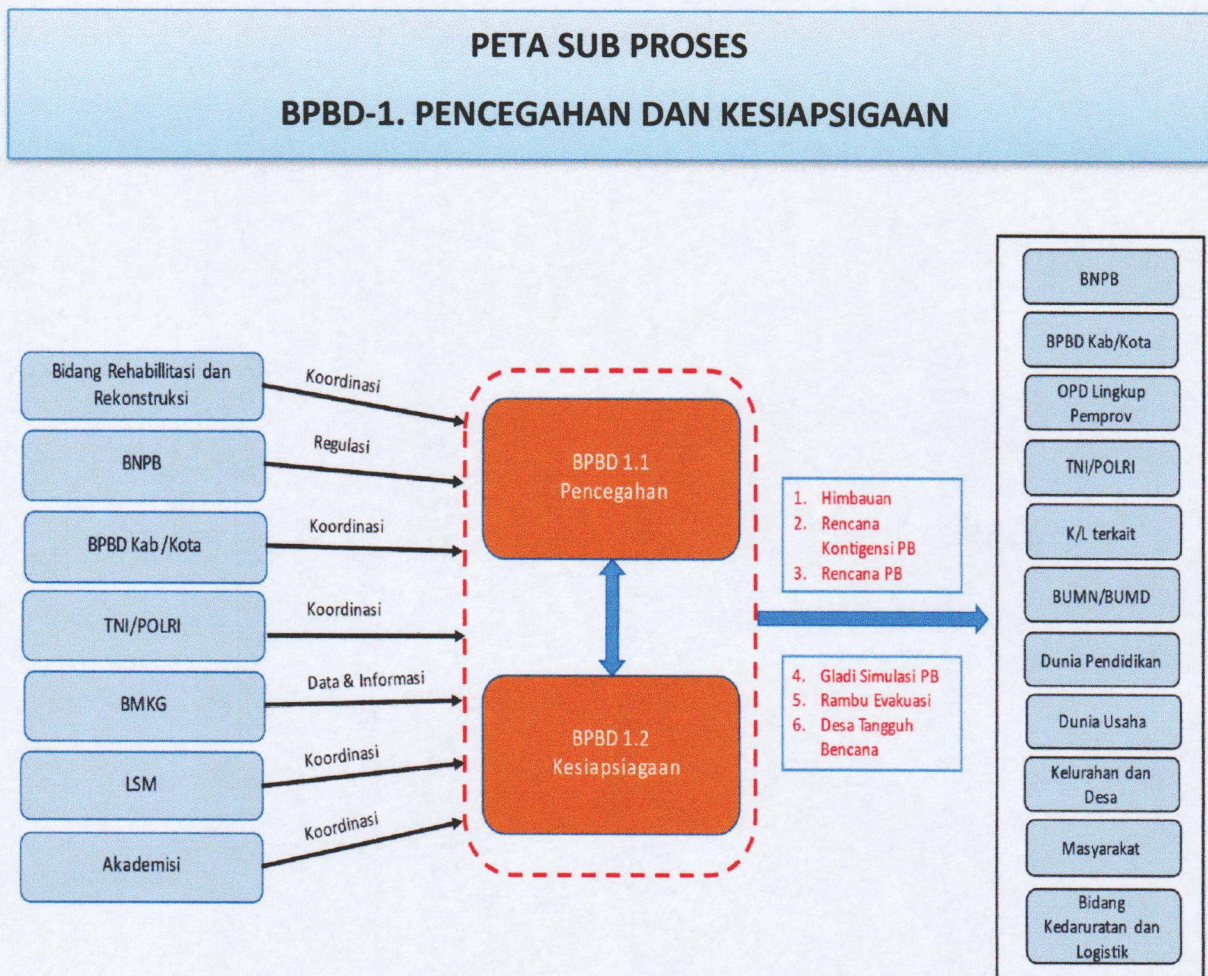 PETA SUB PROSES
BPBD-1. PENCEGAHAN DAN KESIAPSIGAAN
Bidang Rehabillitasi dan
Rekonstruksi
BNPB
BPBD Kab/Kota
TNI/POLRI
BMKG
LSM
Akademisi
Koordinasi
Regulasi
Koordinasi
Koordinasi
Data & Informasi
Koordinasi
Koordinasi
BPBD 1.1
Pencegahan
BPBD 1.2
Kesiapsiagaan
1. Himbauan
2. Rencana
Kontigensi PB
3. Rencana PB
4. Gladi Simulasi PB
5. Rambu Evakuasi
6. Desa Tangguh
Bencana
BNPB
BPBD Kab/Kota
OPD Lingkup
Pemprov
TNI/POLRI
K/L terkait
BUMN/BUMD
Dunia Pendidikan
Dunia Usaha
Kelurahan dan
Desa
Masyarakat
Bidang
Kedaruratan dan
Logistik